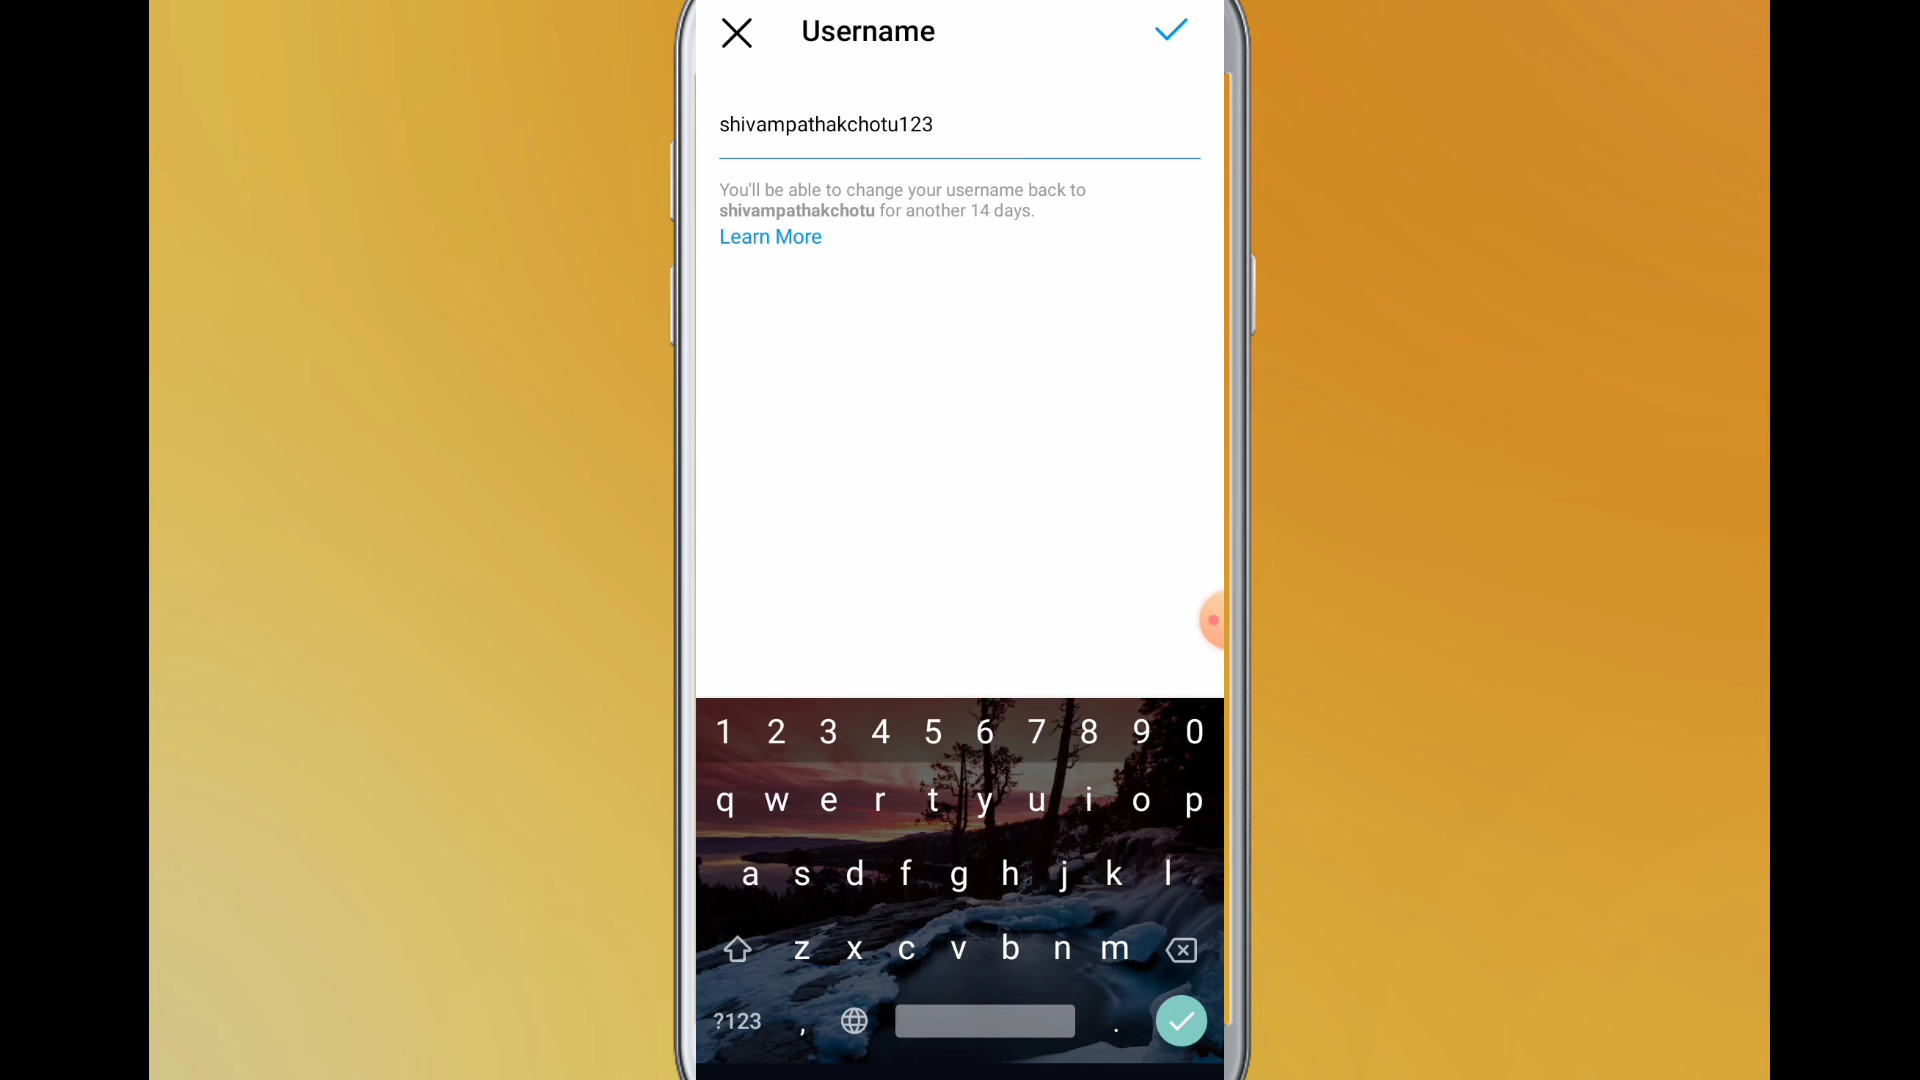 Username
shivampathakchotu123
You'll be able to change your username back to
shivampathakchotu for another 14 days.
Learn More
1 2 3 4 5 6 7 8 9 0
q w e r t y u i o p
a s d f g h j k l
z x c v b n m
?123 , .